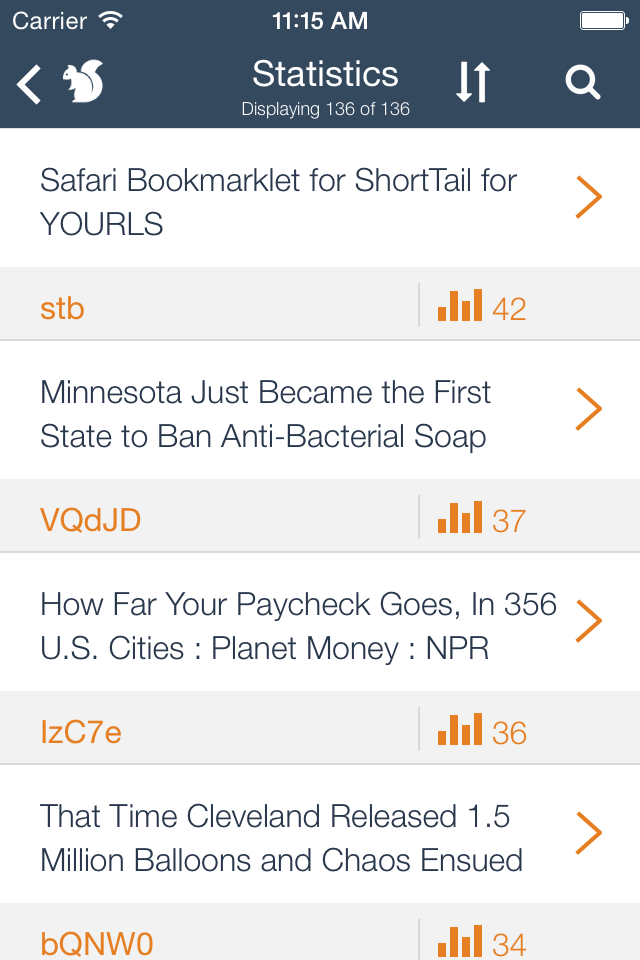 Carrier 11:15 AM
Statistics
Displaying 136 of 136
Safari Bookmarklet for ShortTail for
YOURLS
stb 42
Minnesota Just Became the First
State to Ban Anti-Bacterial Soap
VQdJD 37
How Far Your Paycheck Goes, In 356
U.S. Cities : Planet Money : NPR
IzC7e 36
That Time Cleveland Released 1.5
Million Balloons and Chaos Ensued
bQNW0 34